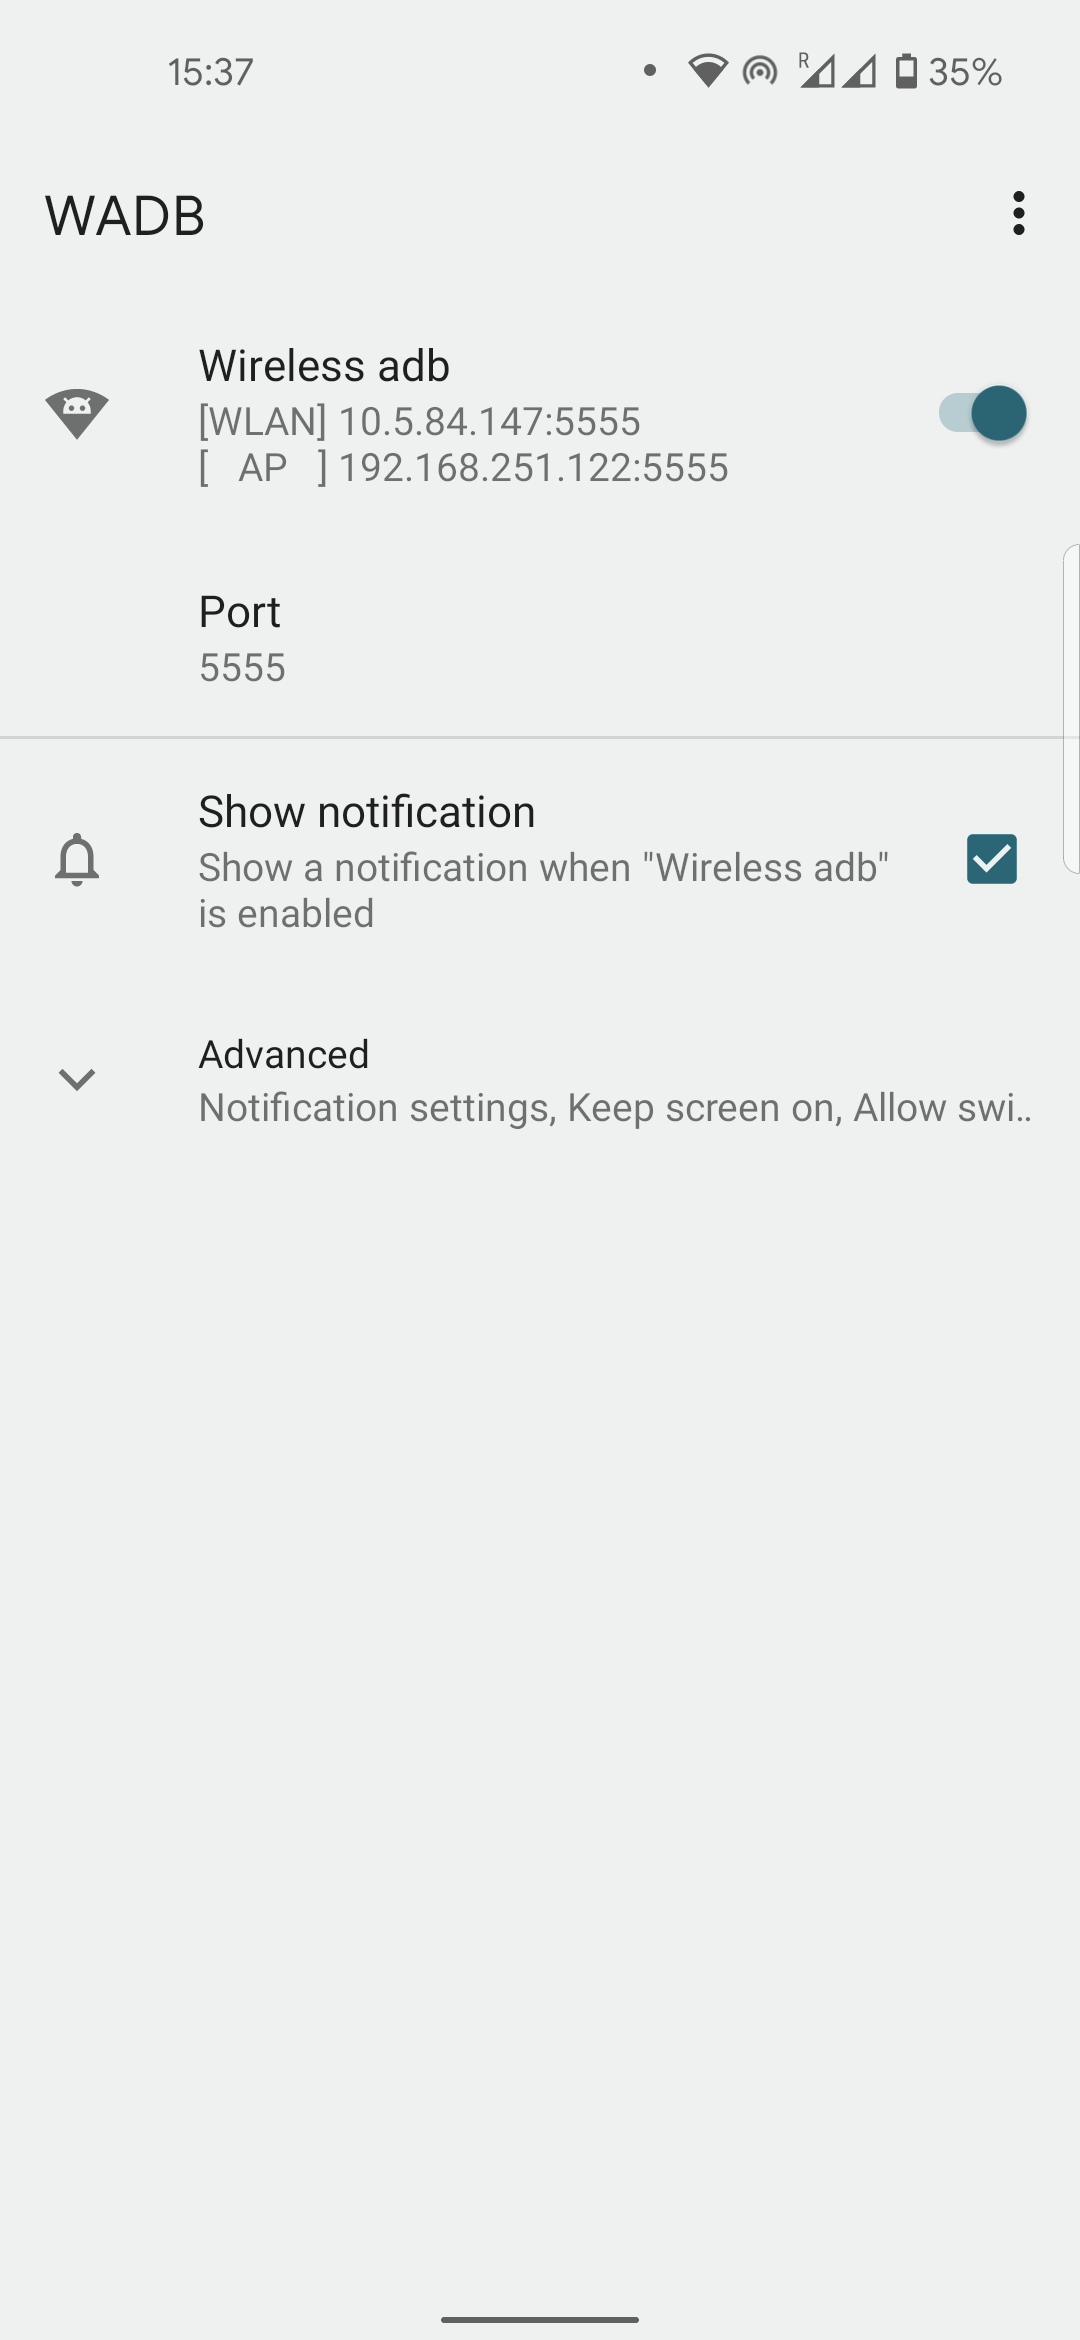 15:37
R
35%
WADB
Wireless adb
[WLAN] 10.5.84.147:5555
[ AP ] 192.168.251.122:5555
Port
5555
Show notification
Show a notification when "Wireless adb"
is enabled
Advanced
Notification settings, Keep screen on, Allow swi..